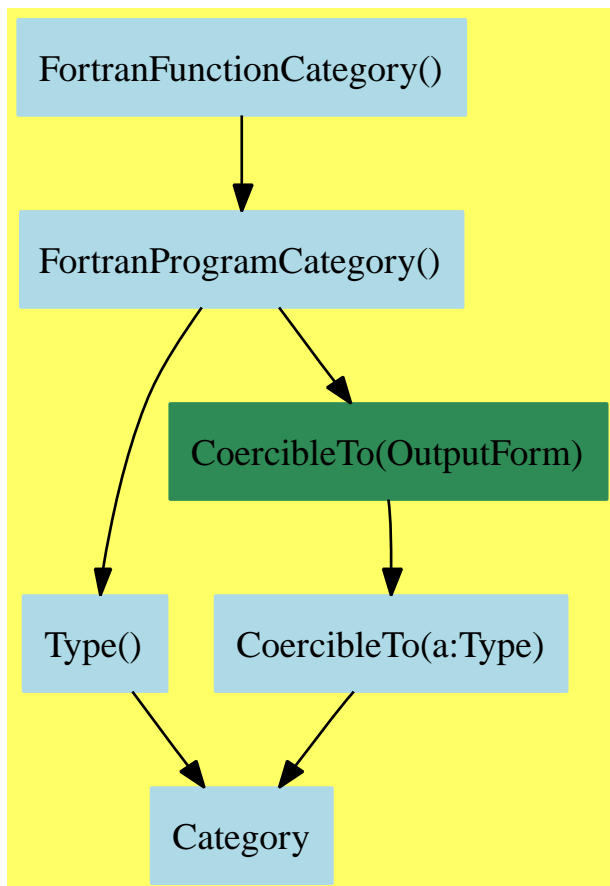 FortranFunctionCategory()
FortranProgramCategory()
CoercibleTo(OutputForm)
Type()
CoercibleTo(a:Type)
Category